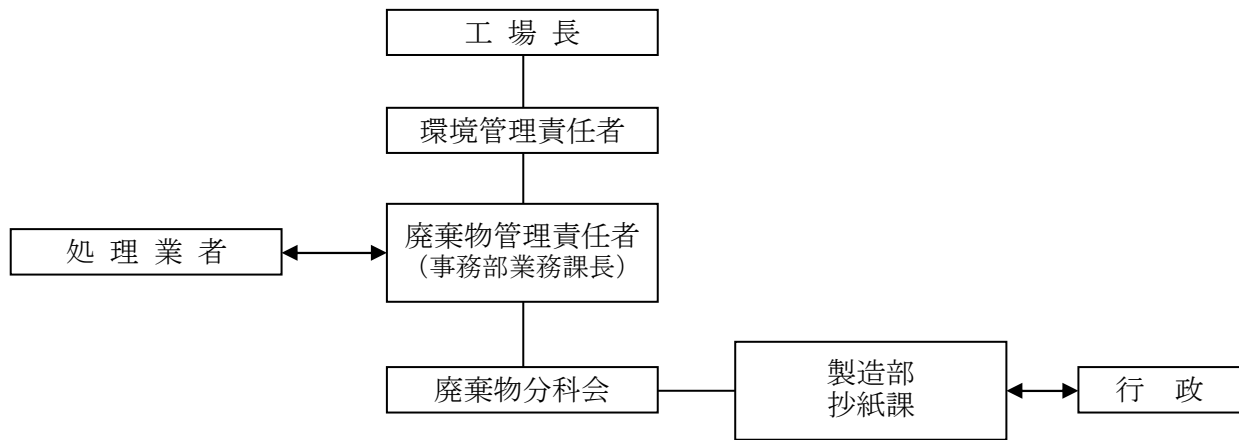 工 場 長
環境管理責任者
処 理 業 者
廃棄物管理責任者
（事務部業務課長）
廃棄物分科会
製造部
抄紙課
行 政